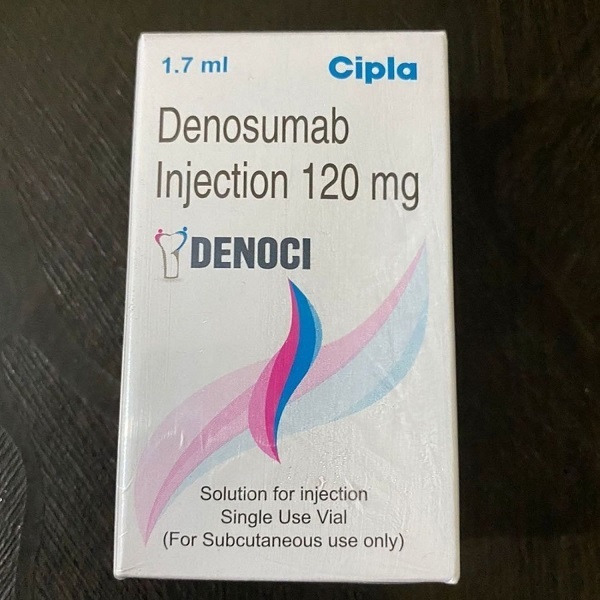 1.7 ml Cipla
Denosumab
Injection 120 mg
DENOCI
Solution for injection
Single Use Vial
(For Subcutaneous use only)